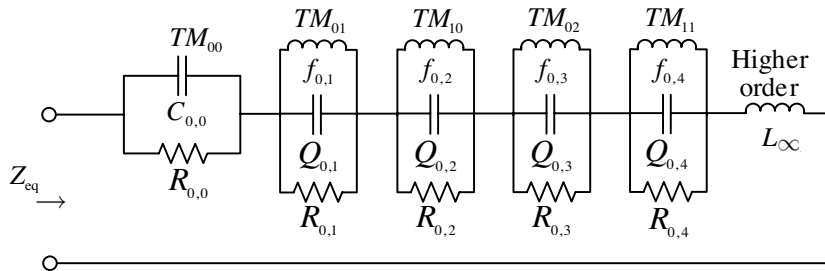 TM₀₀
C₀,₀
R₀,₀
TM₀₁
f₀,₁
Q₀,₁
R₀,₁
TM₁₀
f₀,₂
Q₀,₂
R₀,₂
TM₀₂
f₀,₃
Q₀,₃
R₀,₃
TM₁₁
f₀,₄
Q₀,₄
R₀,₄
Higher
order
L∞
Z_eq
→